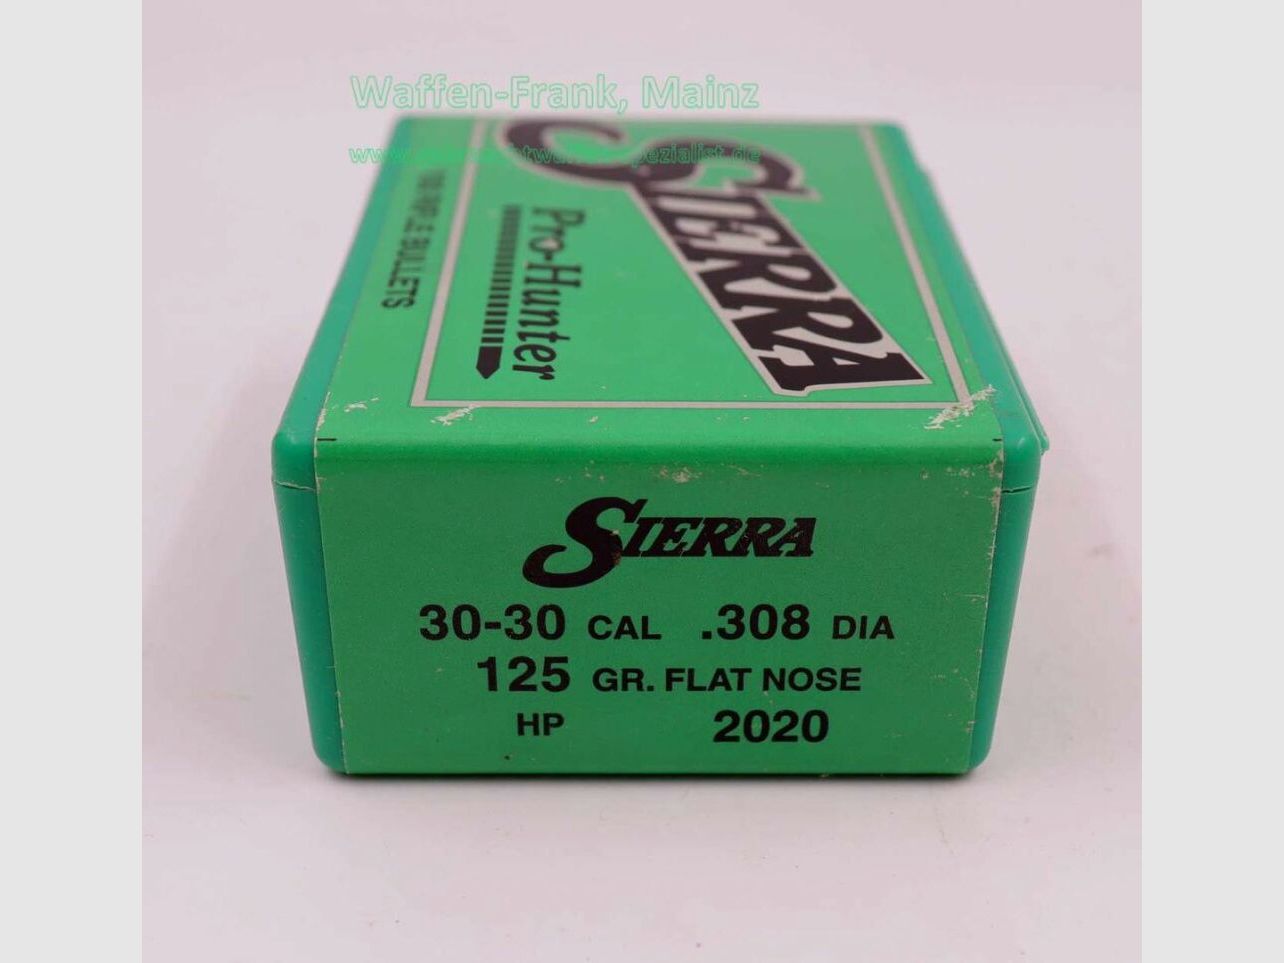 Waffen-Frank, Mainz
SIERRA
Pro-Hunter
RIFLE BULLETS
SIERRA
30-30 CAL .308 DIA
125 GR. FLAT NOSE
HP 2020